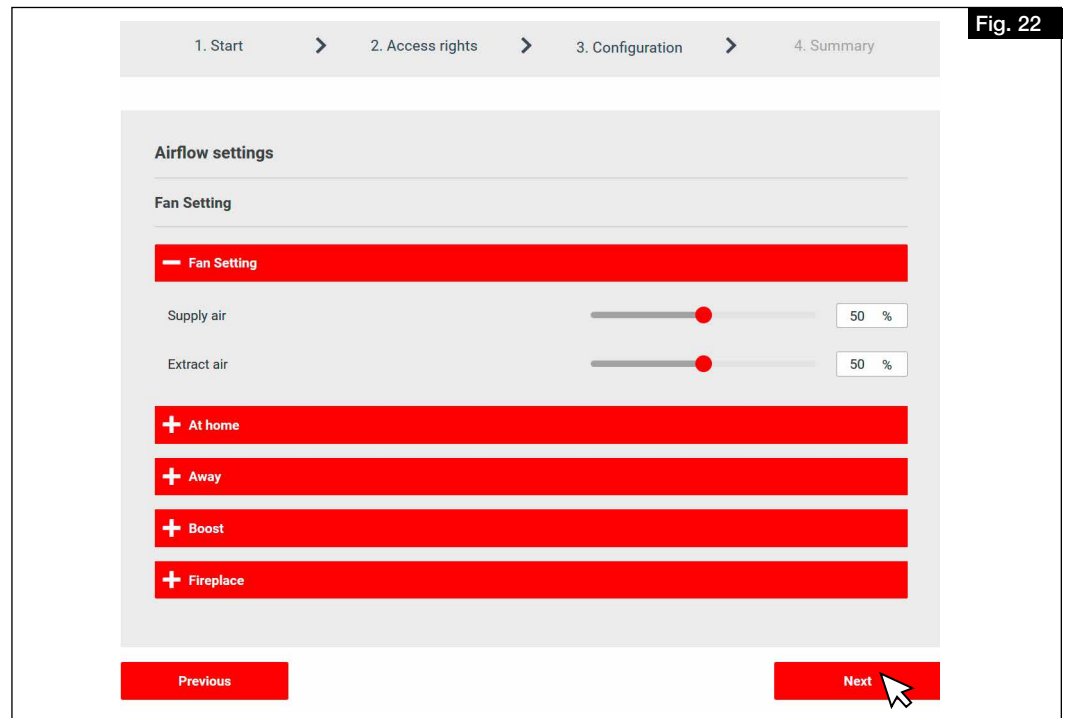 Fig. 22
1. Start > 2. Access rights > 3. Configuration > 4. Summary
Airflow settings
Fan Setting
Fan Setting
Supply air 50 %
Extract air 50 %
At home
Away
Boost
Fireplace
Previous Next